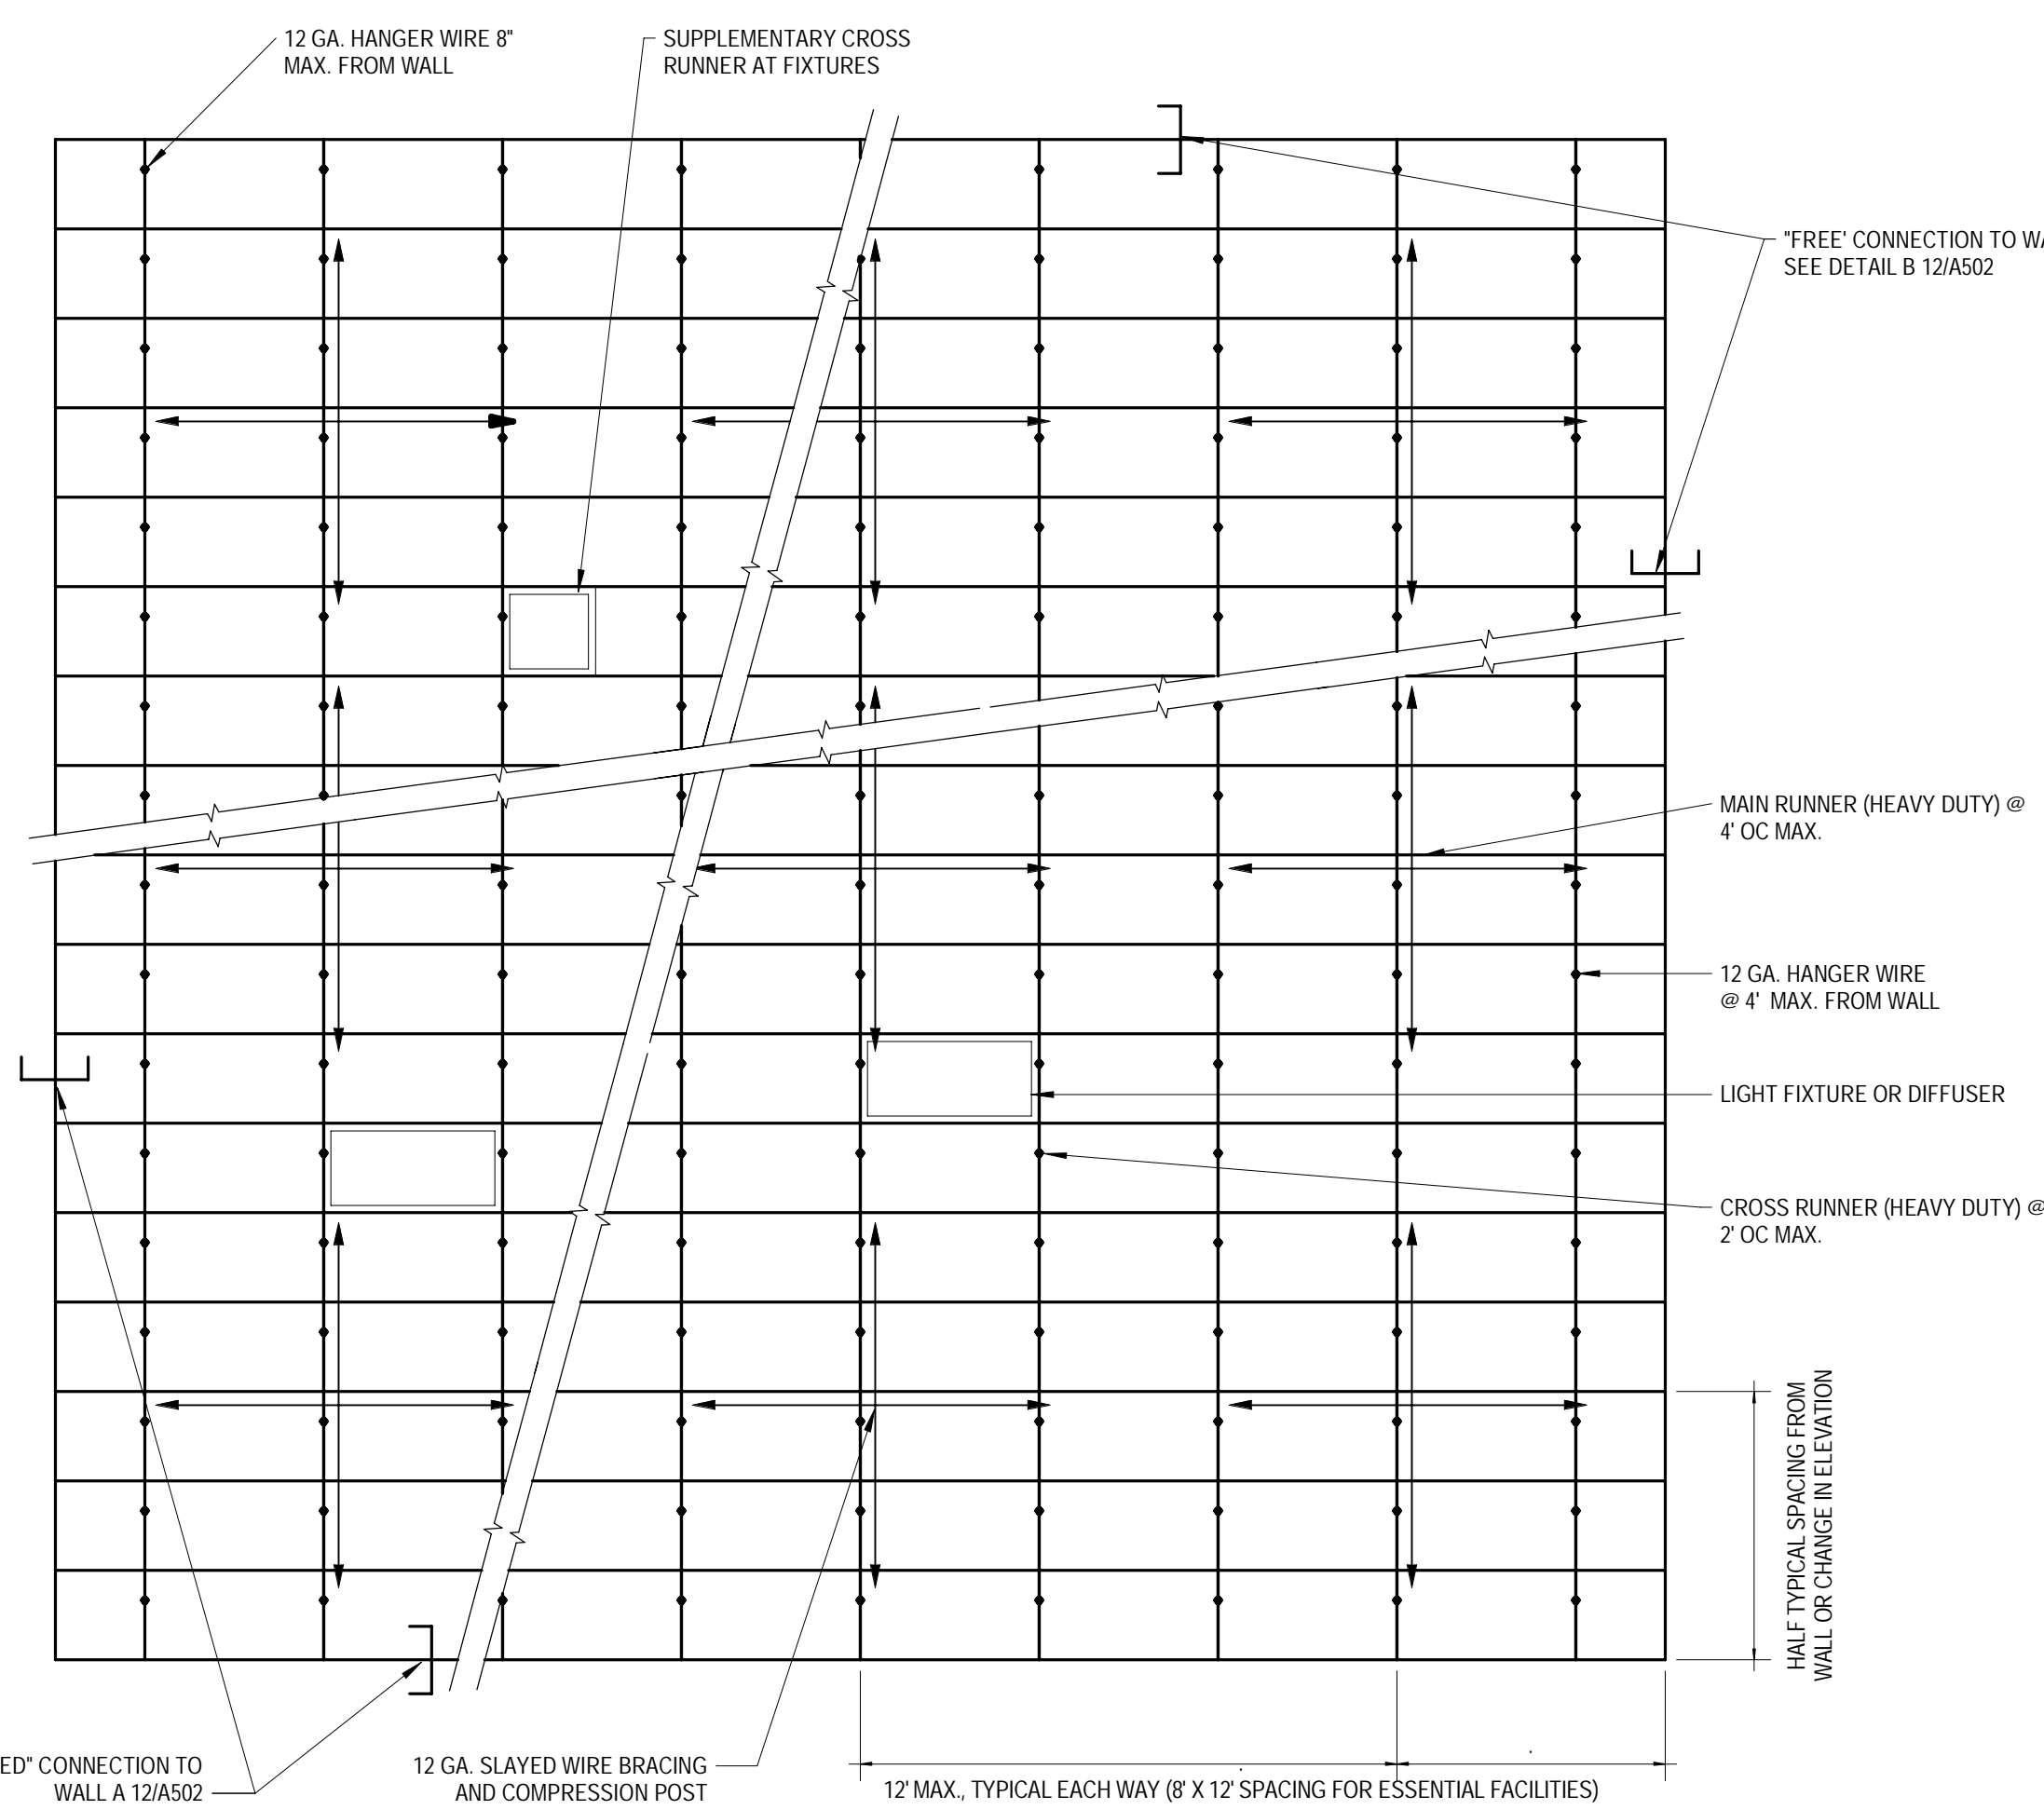 12 GA. HANGER WIRE 8"
MAX. FROM WALL
SUPPLEMENTARY CROSS
RUNNER AT FIXTURES
"FREE' CONNECTION TO
SEE DETAIL B 12/A502
MAIN RUNNER (HEAVY DUTY) @
4' OC MAX.
12 GA. HANGER WIRE
@ 4' MAX. FROM WALL
LIGHT FIXTURE OR DIFFUSER
CROSS RUNNER (HEAVY DUTY) @
2' OC MAX.
HALF TYPICAL SPACING FROM
WALL OR CHANGE IN ELEVATION
CONNECTION TO
WALL A 12/A502
12 GA. SLAYED WIRE BRACING
AND COMPRESSION POST
12' MAX., TYPICAL EACH WAY (8' X 12' SPACING FOR ESSENTIAL FACILITIES)